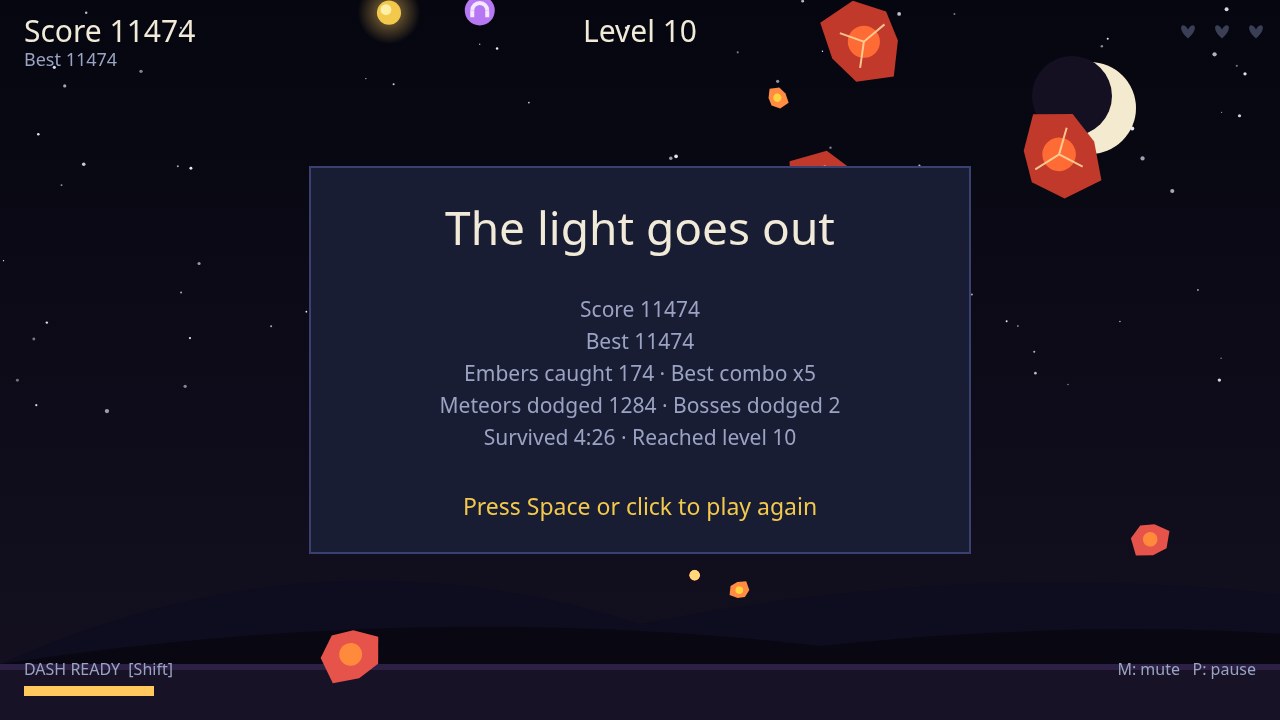 Score 11474
Best 11474
Level 10
The light goes out
Score 11474
Best 11474
Embers caught 174 · Best combo x5
Meteors dodged 1284 · Bosses dodged 2
Survived 4:26 · Reached level 10
Press Space or click to play again
DASH READY [Shift]
M: mute P: pause